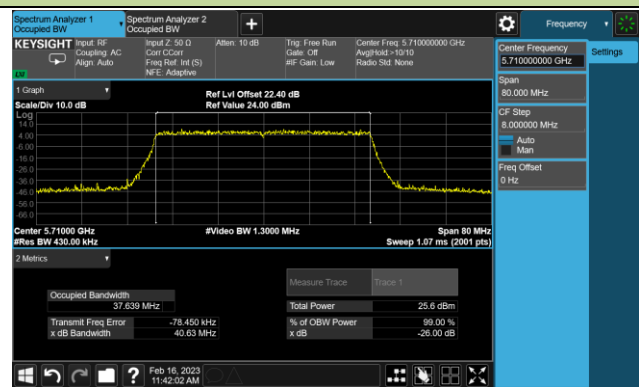 Spectrum Analyzer 1
Occupied BW
Spectrum Analyzer 2
Occupied BW
+
Frequency
KEYSIGHT
Input: RF
Coupling: AC
Align: Auto
Input Z: 50 Ω
Corr CCorr
Freq Ref: Int (S)
NFE: Adaptive
Atten: 10 dB
Trig: Free Run
Gate: Off
#IF Gain: Low
Center Freq: 5.710000000 GHz
Avg|Hold:>10/10
Radio Std: None
Center Frequency
5.710000000 GHz
Settings
Span
80.000 MHz
CF Step
8.000000 MHz
Auto
Man
Freq Offset
0 Hz
1 Graph
Scale/Div 10.0 dB
Ref Lvl Offset 22.40 dB
Ref Value 24.00 dBm
Log
14.0
4.00
-6.00
-16.0
-26.0
-36.0
-46.0
-56.0
-66.0
Center 5.71000 GHz
#Res BW 430.00 kHz
#Video BW 1.3000 MHz
Span 80 MHz
Sweep 1.07 ms (2001 pts)
2 Metrics
Measure Trace
Trace 1
Occupied Bandwidth
37.639 MHz
Total Power
25.6 dBm
Transmit Freq Error
-78.450 kHz
% of OBW Power
99.00 %
x dB Bandwidth
40.63 MHz
x dB
-26.00 dB
?
Feb 16, 2023
11:42:02 AM